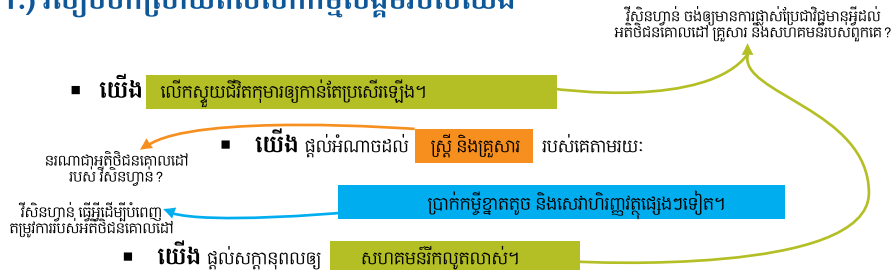 វីសិនហ្វាន់ ចង់ឲ្យមានការផ្លាស់ប្រែជាវិជ្ជមានអ្វីដល់
អតិថិជនគោលដៅ គ្រួសារ និងសហគមន៍របស់ពួកគេ?
▪ យើង លើកស្ទួយជីវិតកុមារឲ្យកាន់តែប្រសើរឡើង។
▪ យើង ផ្តល់អំណាចដល់ ស្ត្រី និងគ្រួសារ របស់គេតាមរយៈ
នរណាជាអតិថិជនគោលដៅ
របស់ វីសិនហ្វាន់?
ប្រាក់កម្ចីខ្នាតតូច និងសេវាហិរញ្ញវត្ថុផ្សេងៗទៀត។
វីសិនហ្វាន់ ធ្វើអ្វីដើម្បីបំពេញ
តម្រូវការរបស់អតិថិជនគោលដៅ
▪ យើង ផ្តល់សក្តានុពលឲ្យ សហគមន៍រីកលូតលាស់។